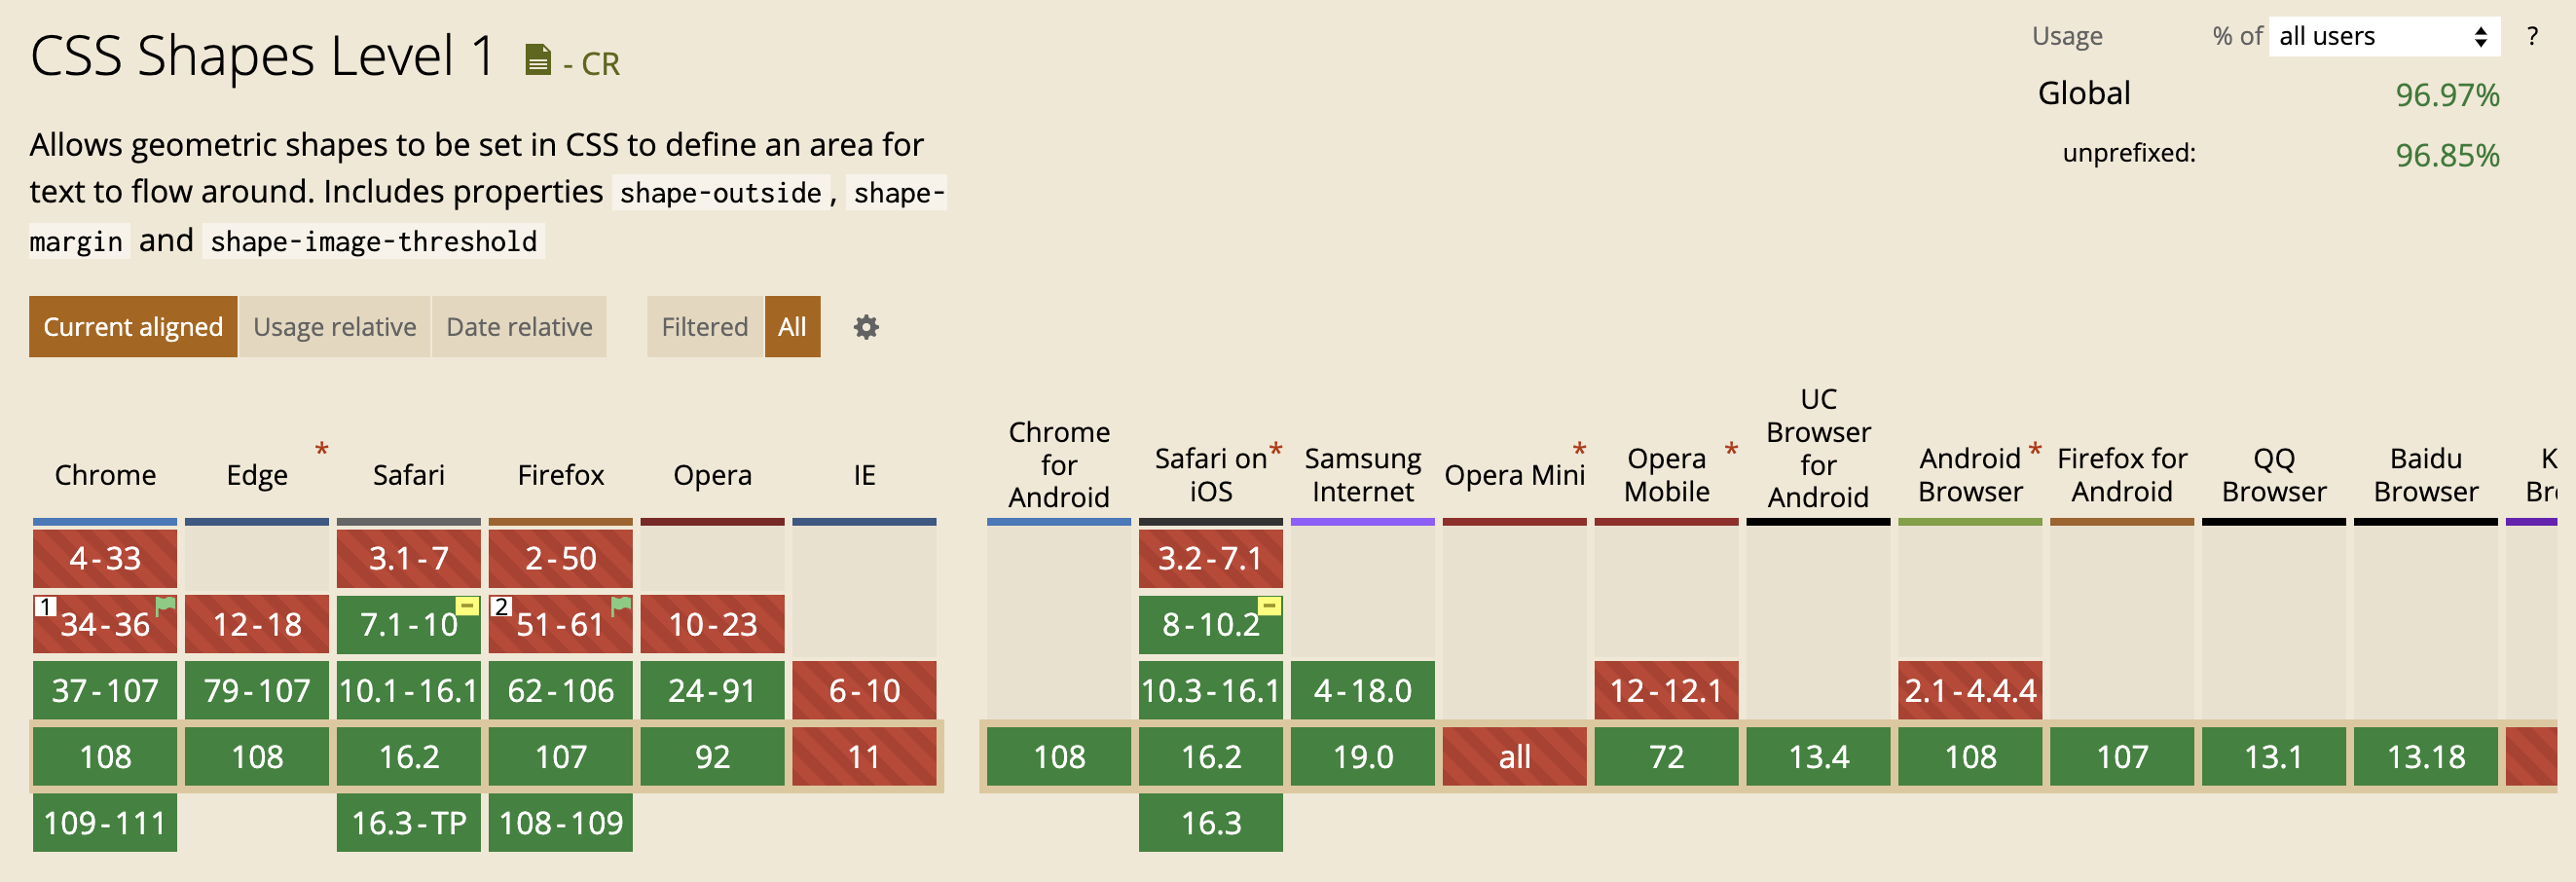 CSS Shapes Level 1 - CR
Usage % of all users ?
Global 96.97%
unprefixed: 96.85%
Allows geometric shapes to be set in CSS to define an area for
text to flow around. Includes properties shape-outside, shape-
margin and shape-image-threshold
Current aligned Usage relative Date relative Filtered All
Chrome Edge * Safari Firefox Opera IE
Chrome for Android
Safari on iOS *
Samsung Internet
Opera Mini *
Opera Mobile *
UC Browser for Android
Android Browser *
Firefox for Android
QQ Browser
Baidu Browser
4-33 3.1-7 2-50 3.2-7.1
1 34-36 12-18 7.1-10 2 51-61 10-23 8-10.2
37-107 79-107 10.1-16.1 62-106 24-91 6-10 10.3-16.1 4-18.0 12-12.1 2.1-4.4.4
108 108 16.2 107 92 11 108 16.2 19.0 all 72 13.4 108 107 13.1 13.18
109-111 16.3-TP 108-109 16.3